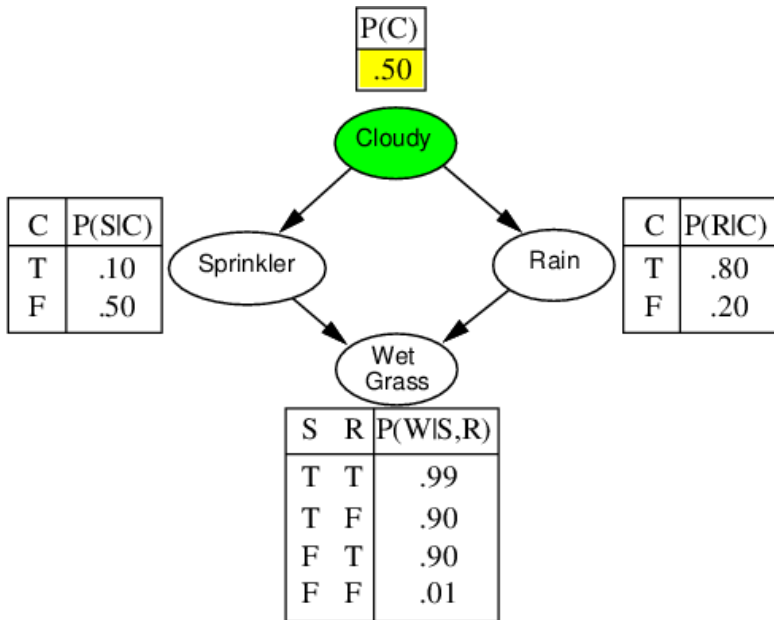 P(C)
.50
Cloudy
C P(S|C)
T .10
F .50
Sprinkler
Rain
C P(R|C)
T .80
F .20
Wet
Grass
S R P(W|S,R)
T T .99
T F .90
F T .90
F F .01